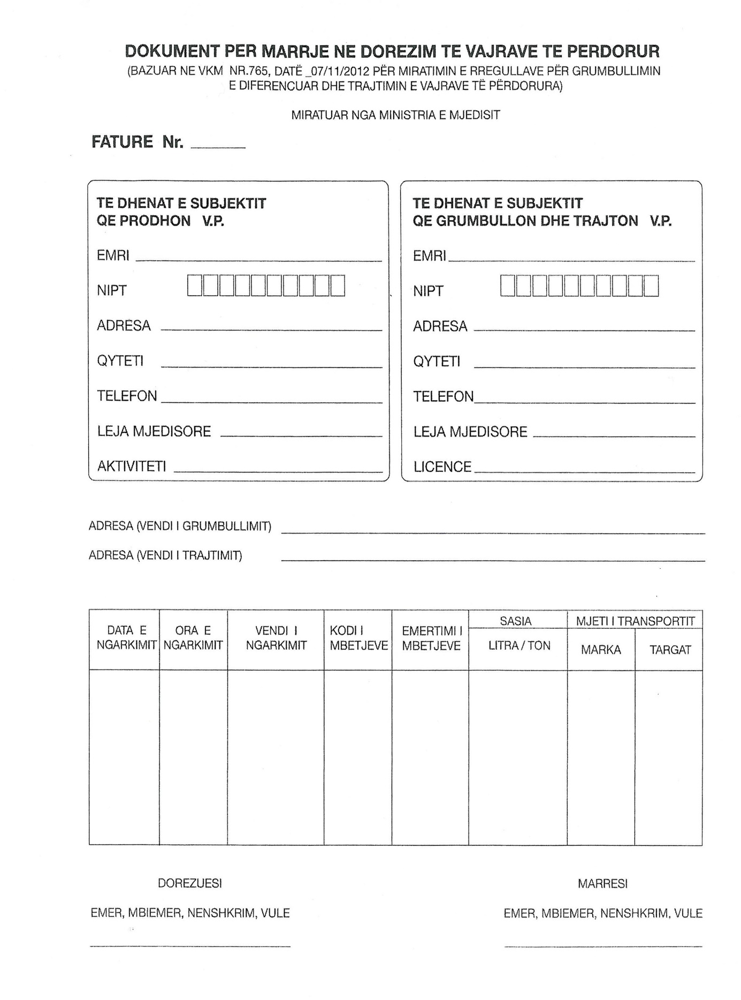 DOKUMENT PER MARRJE NE DOREZIM TE VAJRAVE TE PERDORUR
(BAZUAR NE VKM NR.765, DATË _07/11/2012 PËR MIRATIMIN E RREGULLAVE PËR GRUMBULLIMIN
E DIFERENCUAR DHE TRAJTIMIN E VAJRAVE TË PËRDORURA)
MIRATUAR NGA MINISTRIA E MJEDISIT
FATURE Nr. ______
TE DHENAT E SUBJEKTIT
QE PRODHON V.P.
EMRI
NIPT
ADRESA
QYTETI
TELEFON
LEJA MJEDISORE
AKTIVITETI
TE DHENAT E SUBJEKTIT
QE GRUMBULLON DHE TRAJTON V.P.
EMRI
NIPT
ADRESA
QYTETI
TELEFON
LEJA MJEDISORE
LICENCE
ADRESA (VENDI I GRUMBULLIMIT)
ADRESA (VENDI I TRAJTIMIT)
DATA E
NGARKIMIT
ORA E
NGARKIMIT
VENDI I
NGARKIMIT
KODI I
MBETJEVE
EMERTIMI I
MBETJEVE
SASIA
LITRA / TON
MJETI I TRANSPORTIT
MARKA
TARGAT
DOREZUESI
EMER, MBIEMER, NENSHKRIM, VULE
MARRESI
EMER, MBIEMER, NENSHKRIM, VULE